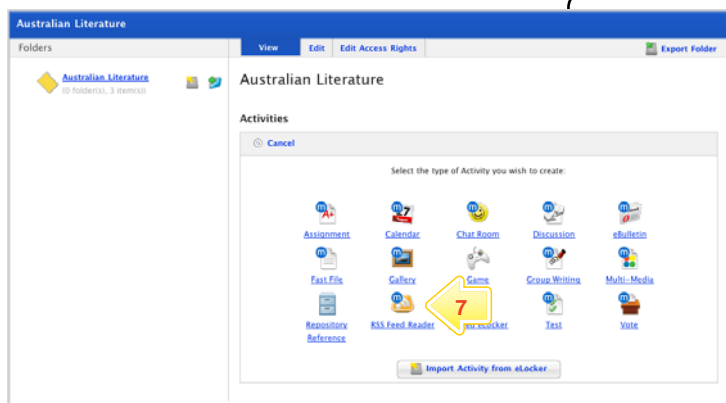 Australian Literature
Folders
View Edit Edit Access Rights
Export Folder
Australian Literature
(0 folder(s), 3 item(s))
Australian Literature
Activities
Cancel
Select the type of Activity you wish to create:
Assignment Calendar Chat Room Discussion eBulletin
Fast File Gallery Game Group Writing Multi-Media
Repository Reference
RSS Feed Reader
7
eLocker
Test Vote
Import Activity from eLocker